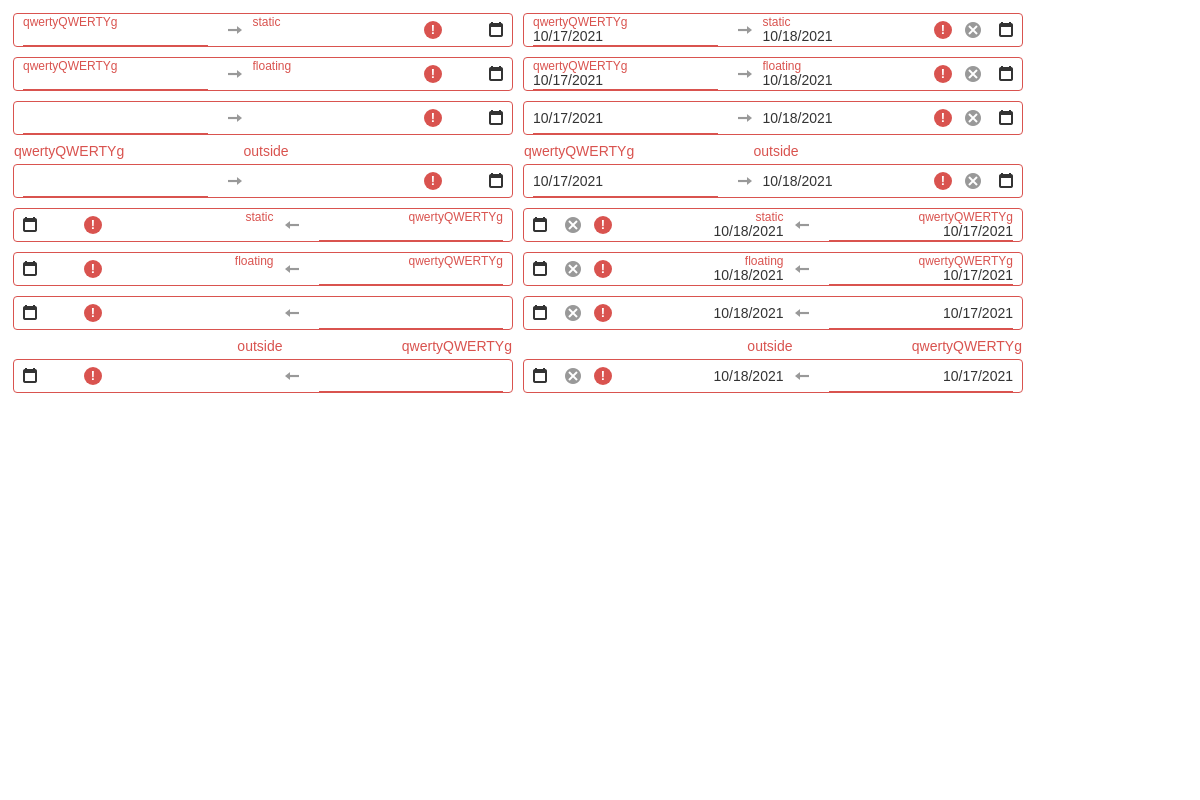 qwertyQWERTYg static qwertyQWERTYg static
10/17/2021 10/18/2021
qwertyQWERTYg floating qwertyQWERTYg floating
10/17/2021 10/18/2021
10/17/2021 10/18/2021
qwertyQWERTYg outside qwertyQWERTYg outside
10/17/2021 10/18/2021
static qwertyQWERTYg static qwertyQWERTYg
10/18/2021 10/17/2021
floating qwertyQWERTYg floating qwertyQWERTYg
10/18/2021 10/17/2021
10/18/2021 10/17/2021
outside qwertyQWERTYg outside qwertyQWERTYg
10/18/2021 10/17/2021